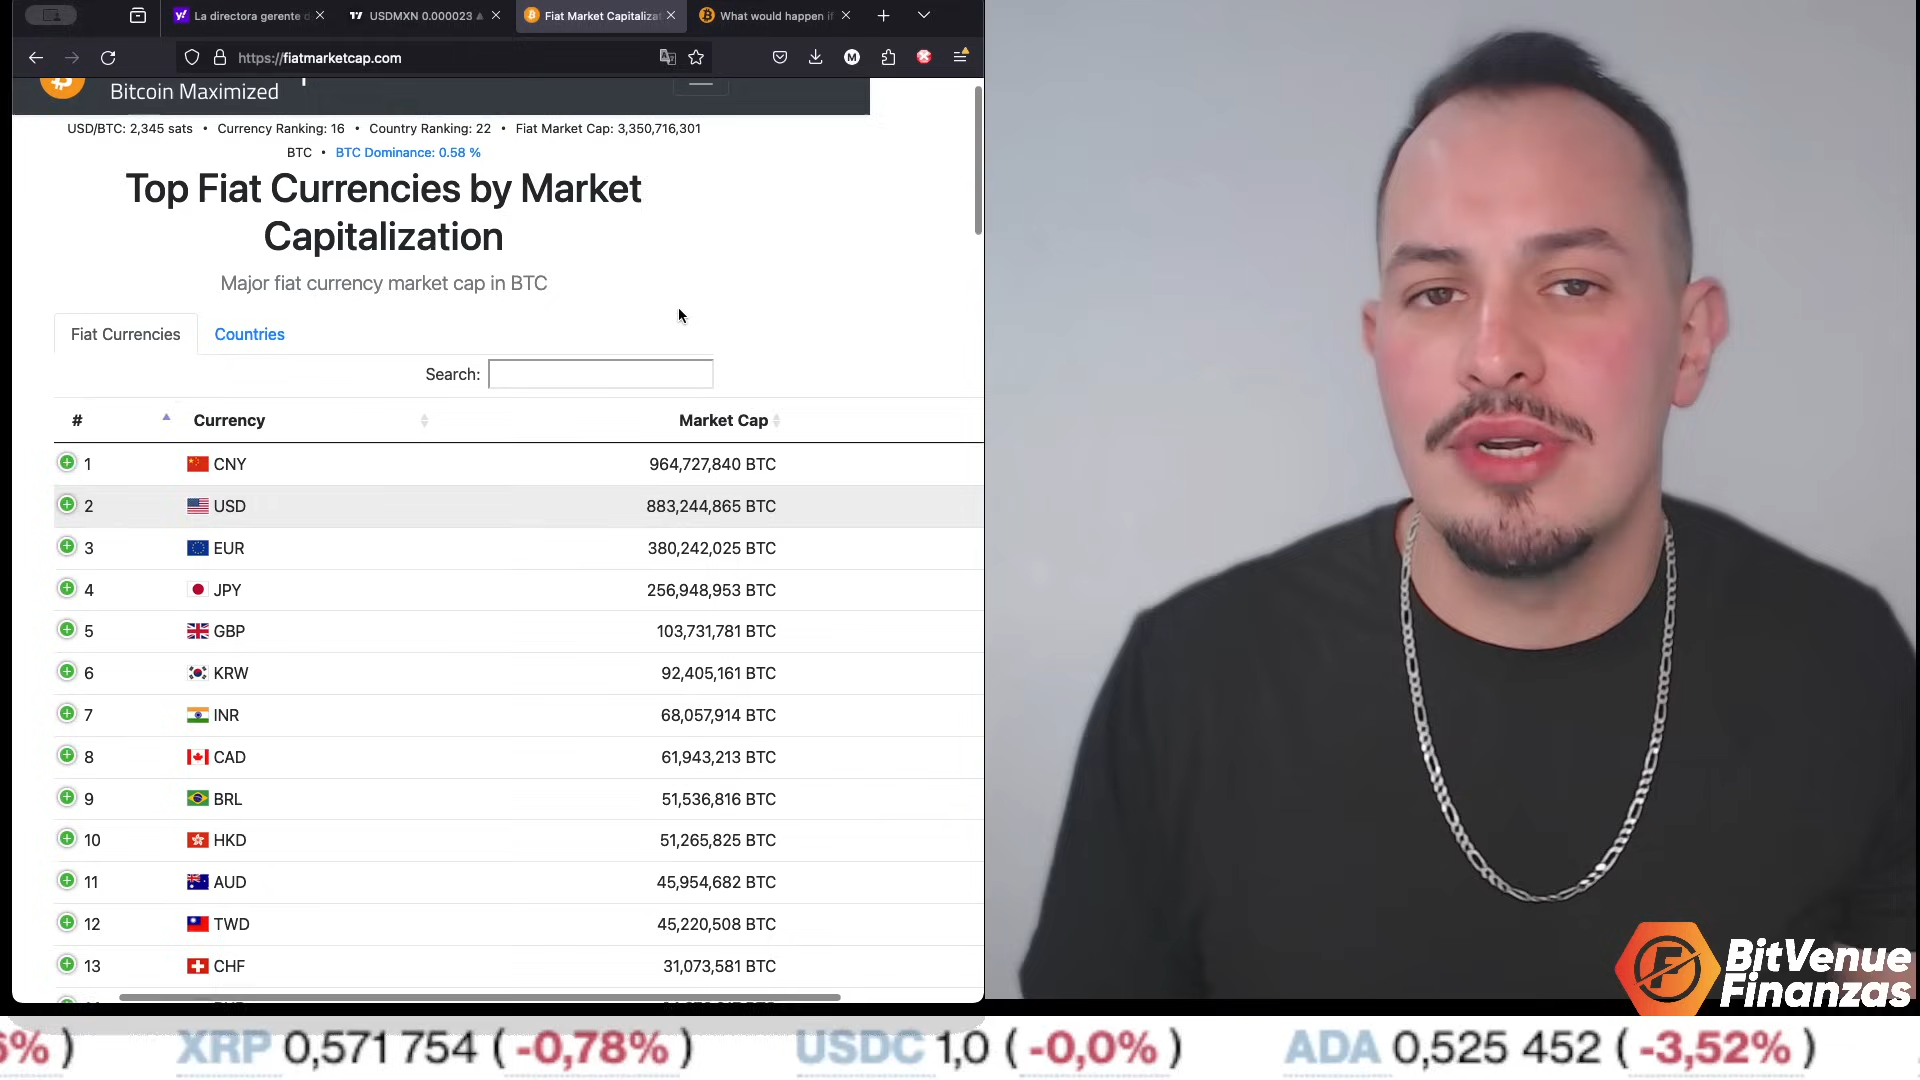 La directora gerente d
USDMXN 0.000023
Fiat Market Capitalizat
What would happen if
https://fiatmarketcap.com
Bitcoin Maximized
USD/BTC: 2,345 sats • Currency Ranking: 16 • Country Ranking: 22 • Fiat Market Cap: 3,350,716,301
BTC • BTC Dominance: 0.58 %
Top Fiat Currencies by Market
Capitalization
Major fiat currency market cap in BTC
Fiat Currencies Countries
Search:
# Currency Market Cap
1 CNY 964,727,840 BTC
2 USD 883,244,865 BTC
3 EUR 380,242,025 BTC
4 JPY 256,948,953 BTC
5 GBP 103,731,781 BTC
6 KRW 92,405,161 BTC
7 INR 68,057,914 BTC
8 CAD 61,943,213 BTC
9 BRL 51,536,816 BTC
10 HKD 51,265,825 BTC
11 AUD 45,954,682 BTC
12 TWD 45,220,508 BTC
13 CHF 31,073,581 BTC
BitVenue
Finanzas
6% ) XRP 0,571 754 ( -0,78% ) USDC 1,0 ( -0,0% ) ADA 0,525 452 ( -3,52% )